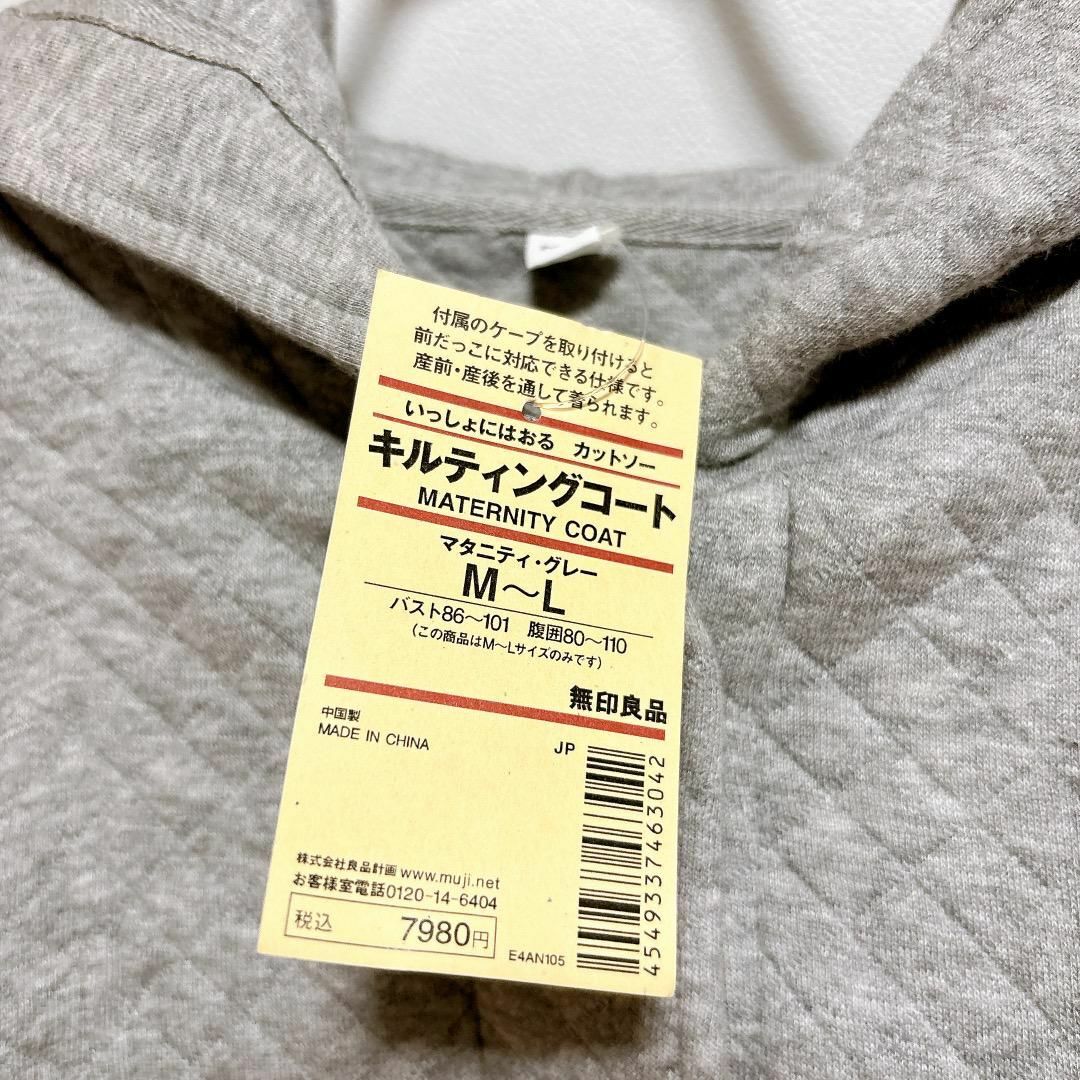 付属のケープを取り付けると
前だっこに対応できる仕様です。
産前・産後を通して着られます。
いっしょにはおる カットソー
キルティングコート
MATERNITY COAT
マタニティ・グレー
M〜L
バスト86〜101 腹囲80〜110
(この商品はM〜Lサイズのみです)
無印良品
中国製
MADE IN CHINA
JP
4549337463042
株式会社良品計画 www.muji.net
お客様室電話0120-14-6404
税込 7980円
E4AN105